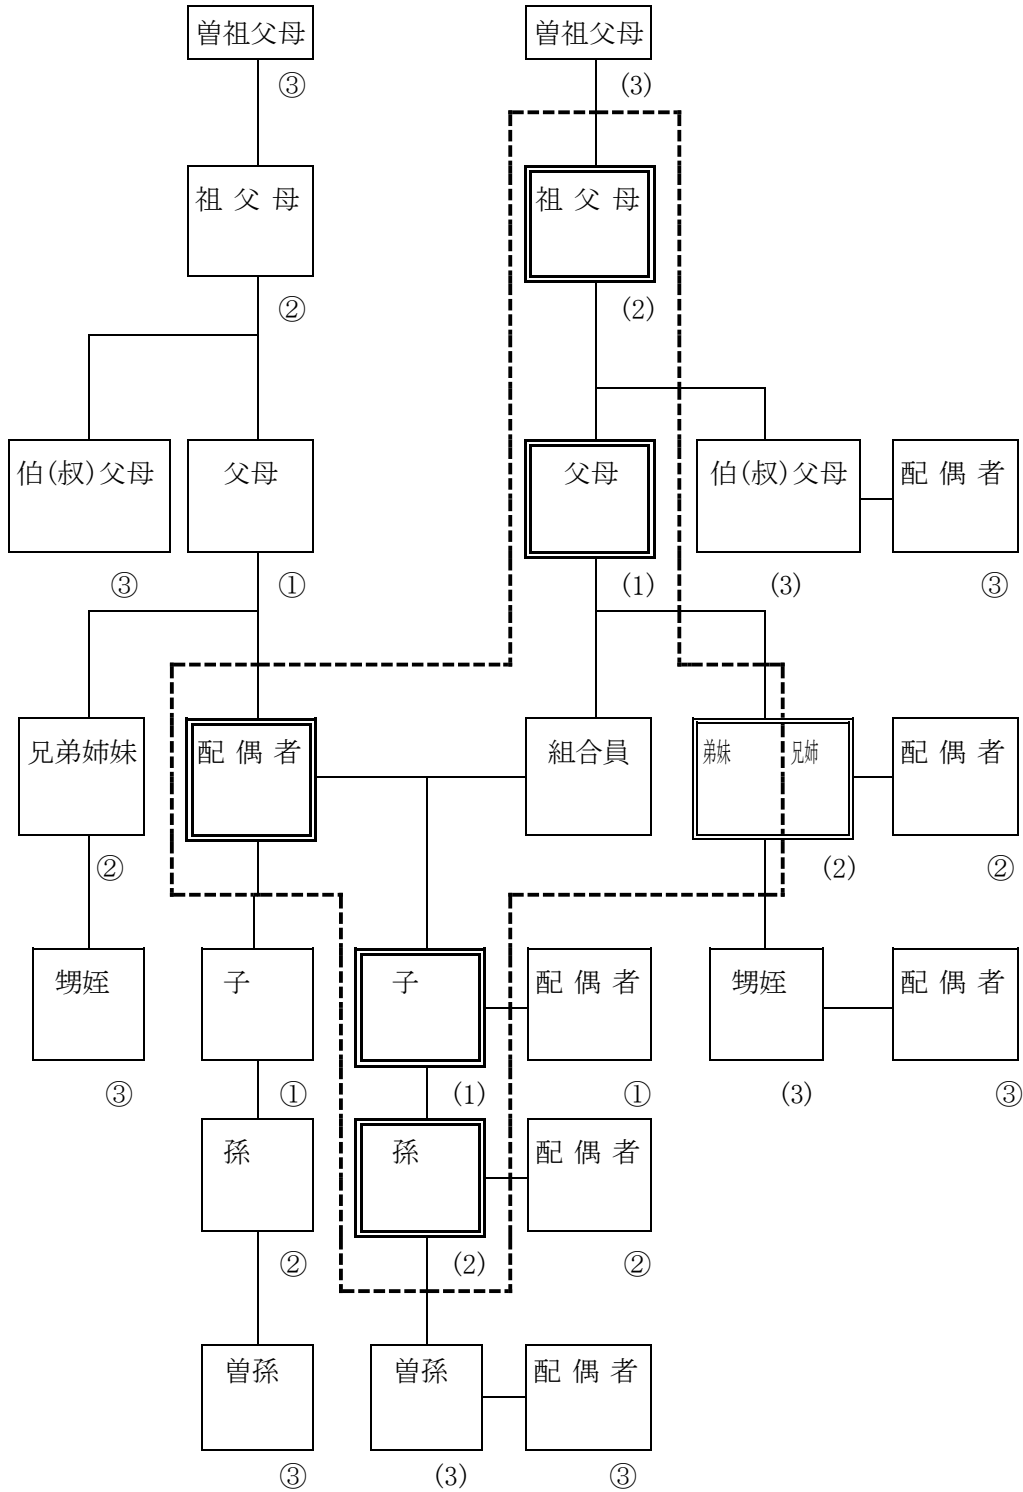 曽祖父母 曽祖父母
③ (3)
祖 父 母 祖 父 母
② (2)
伯(叔)父母 父母 父母 伯(叔)父母 配 偶 者
③ ① (1) (3) ③
兄弟姉妹 配 偶 者 組合員 弟妹 兄姉 配 偶 者
② (2) ②
甥姪 子 子 配 偶 者 甥姪 配 偶 者
③ ① (1) ① (3) ③
孫 孫 配 偶 者
② (2) ②
曽孫 曽孫 配 偶 者
③ (3) ③